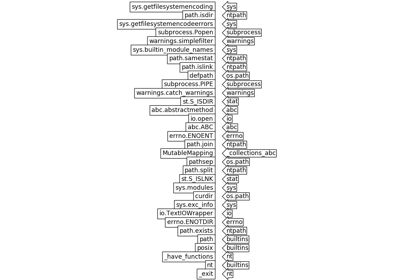 sys.getfilesystemencoding sys
path.isdir ntpath
sys.getfilesystemencodeerrors sys
subprocess.Popen subprocess
warnings.simplefilter warnings
sys.builtin_module_names sys
path.samestat ntpath
path.islink ntpath
defpath os.path
subprocess.PIPE subprocess
warnings.catch_warnings warnings
st.S_ISDIR stat
abc.abstractmethod abc
io.open io
abc.ABC abc
errno.ENOENT errno
path.join ntpath
MutableMapping _collections_abc
pathsep os.path
path.split ntpath
st.S_ISLNK stat
sys.modules sys
curdir os.path
sys.exc_info sys
io.TextIOWrapper io
errno.ENOTDIR errno
path.exists ntpath
path builtins
posix builtins
_have_functions nt
nt builtins
_exit nt